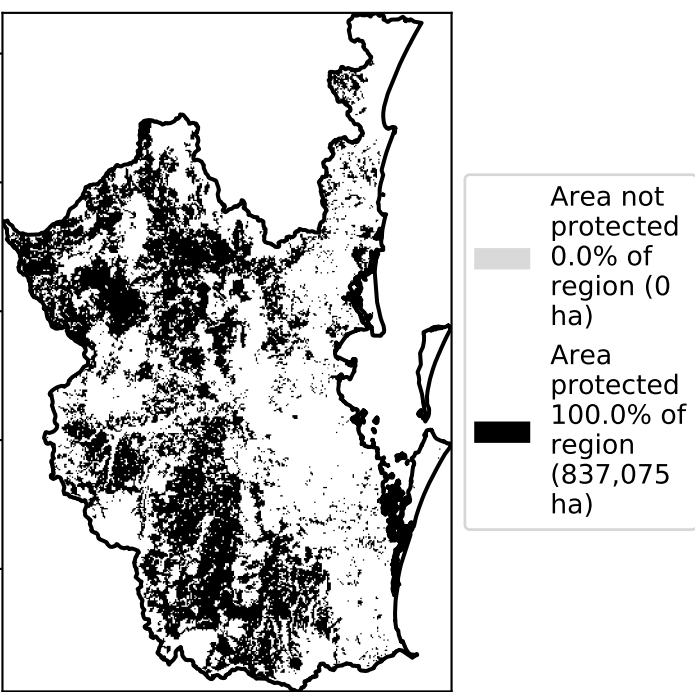 Area not
protected
0.0% of
region (0
ha)
Area
protected
100.0% of
region
(837,075
ha)